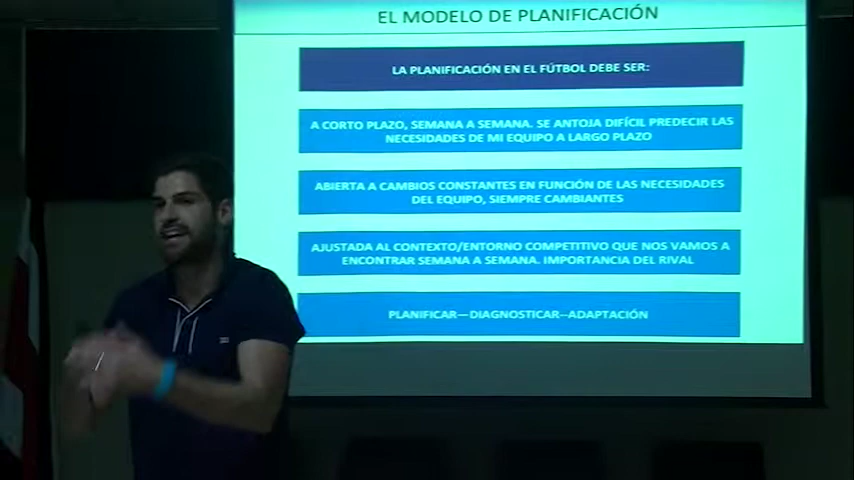 EL MODELO DE PLANIFICACIÓN
LA PLANIFICACIÓN EN EL FÚTBOL DEBE SER:
A CORTO PLAZO, SEMANA A SEMANA. SE ANTOJA DIFÍCIL PREDECIR LAS
NECESIDADES DE MI EQUIPO A LARGO PLAZO
ABIERTA A CAMBIOS CONSTANTES EN FUNCIÓN DE LAS NECESIDADES
DEL EQUIPO, SIEMPRE CAMBIANTES
AJUSTADA AL CONTEXTO/ENTORNO COMPETITIVO QUE NOS VAMOS A
ENCONTRAR SEMANA A SEMANA. IMPORTANCIA DEL RIVAL
PLANIFICAR—DIAGNOSTICAR--ADAPTACIÓN